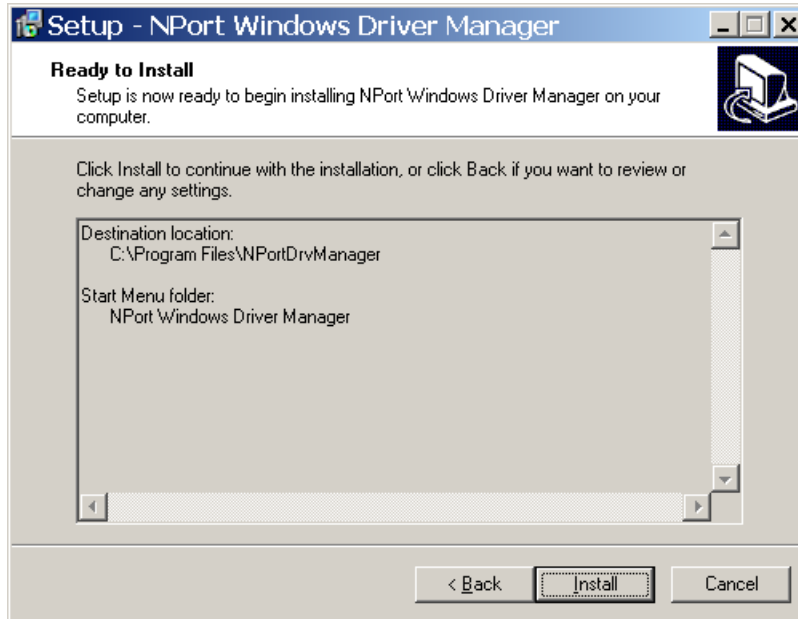 Setup - NPort Windows Driver Manager
Ready to Install
Setup is now ready to begin installing NPort Windows Driver Manager on your
computer.
Click Install to continue with the installation, or click Back if you want to review or
change any settings.
Destination location:
C:\Program Files\NPortDrvManager
Start Menu folder:
NPort Windows Driver Manager
< Back
Install
Cancel